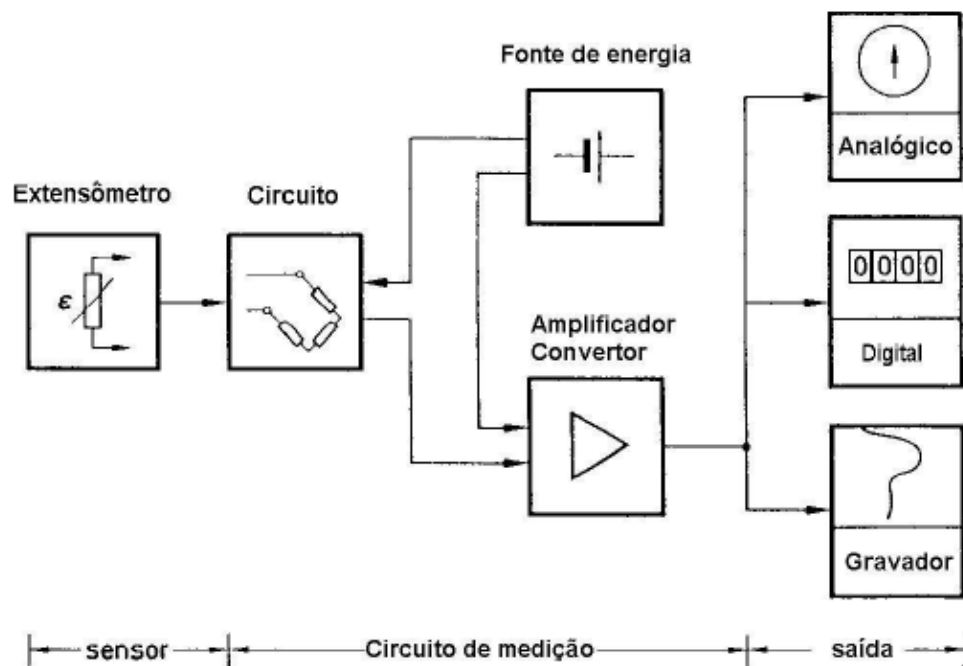 Fonte de energia
Analógico
Extensômetro
Circuito
ε
0000
Amplificador
Convertor
Digital
Gravador
sensor
Circuito de medição
saída